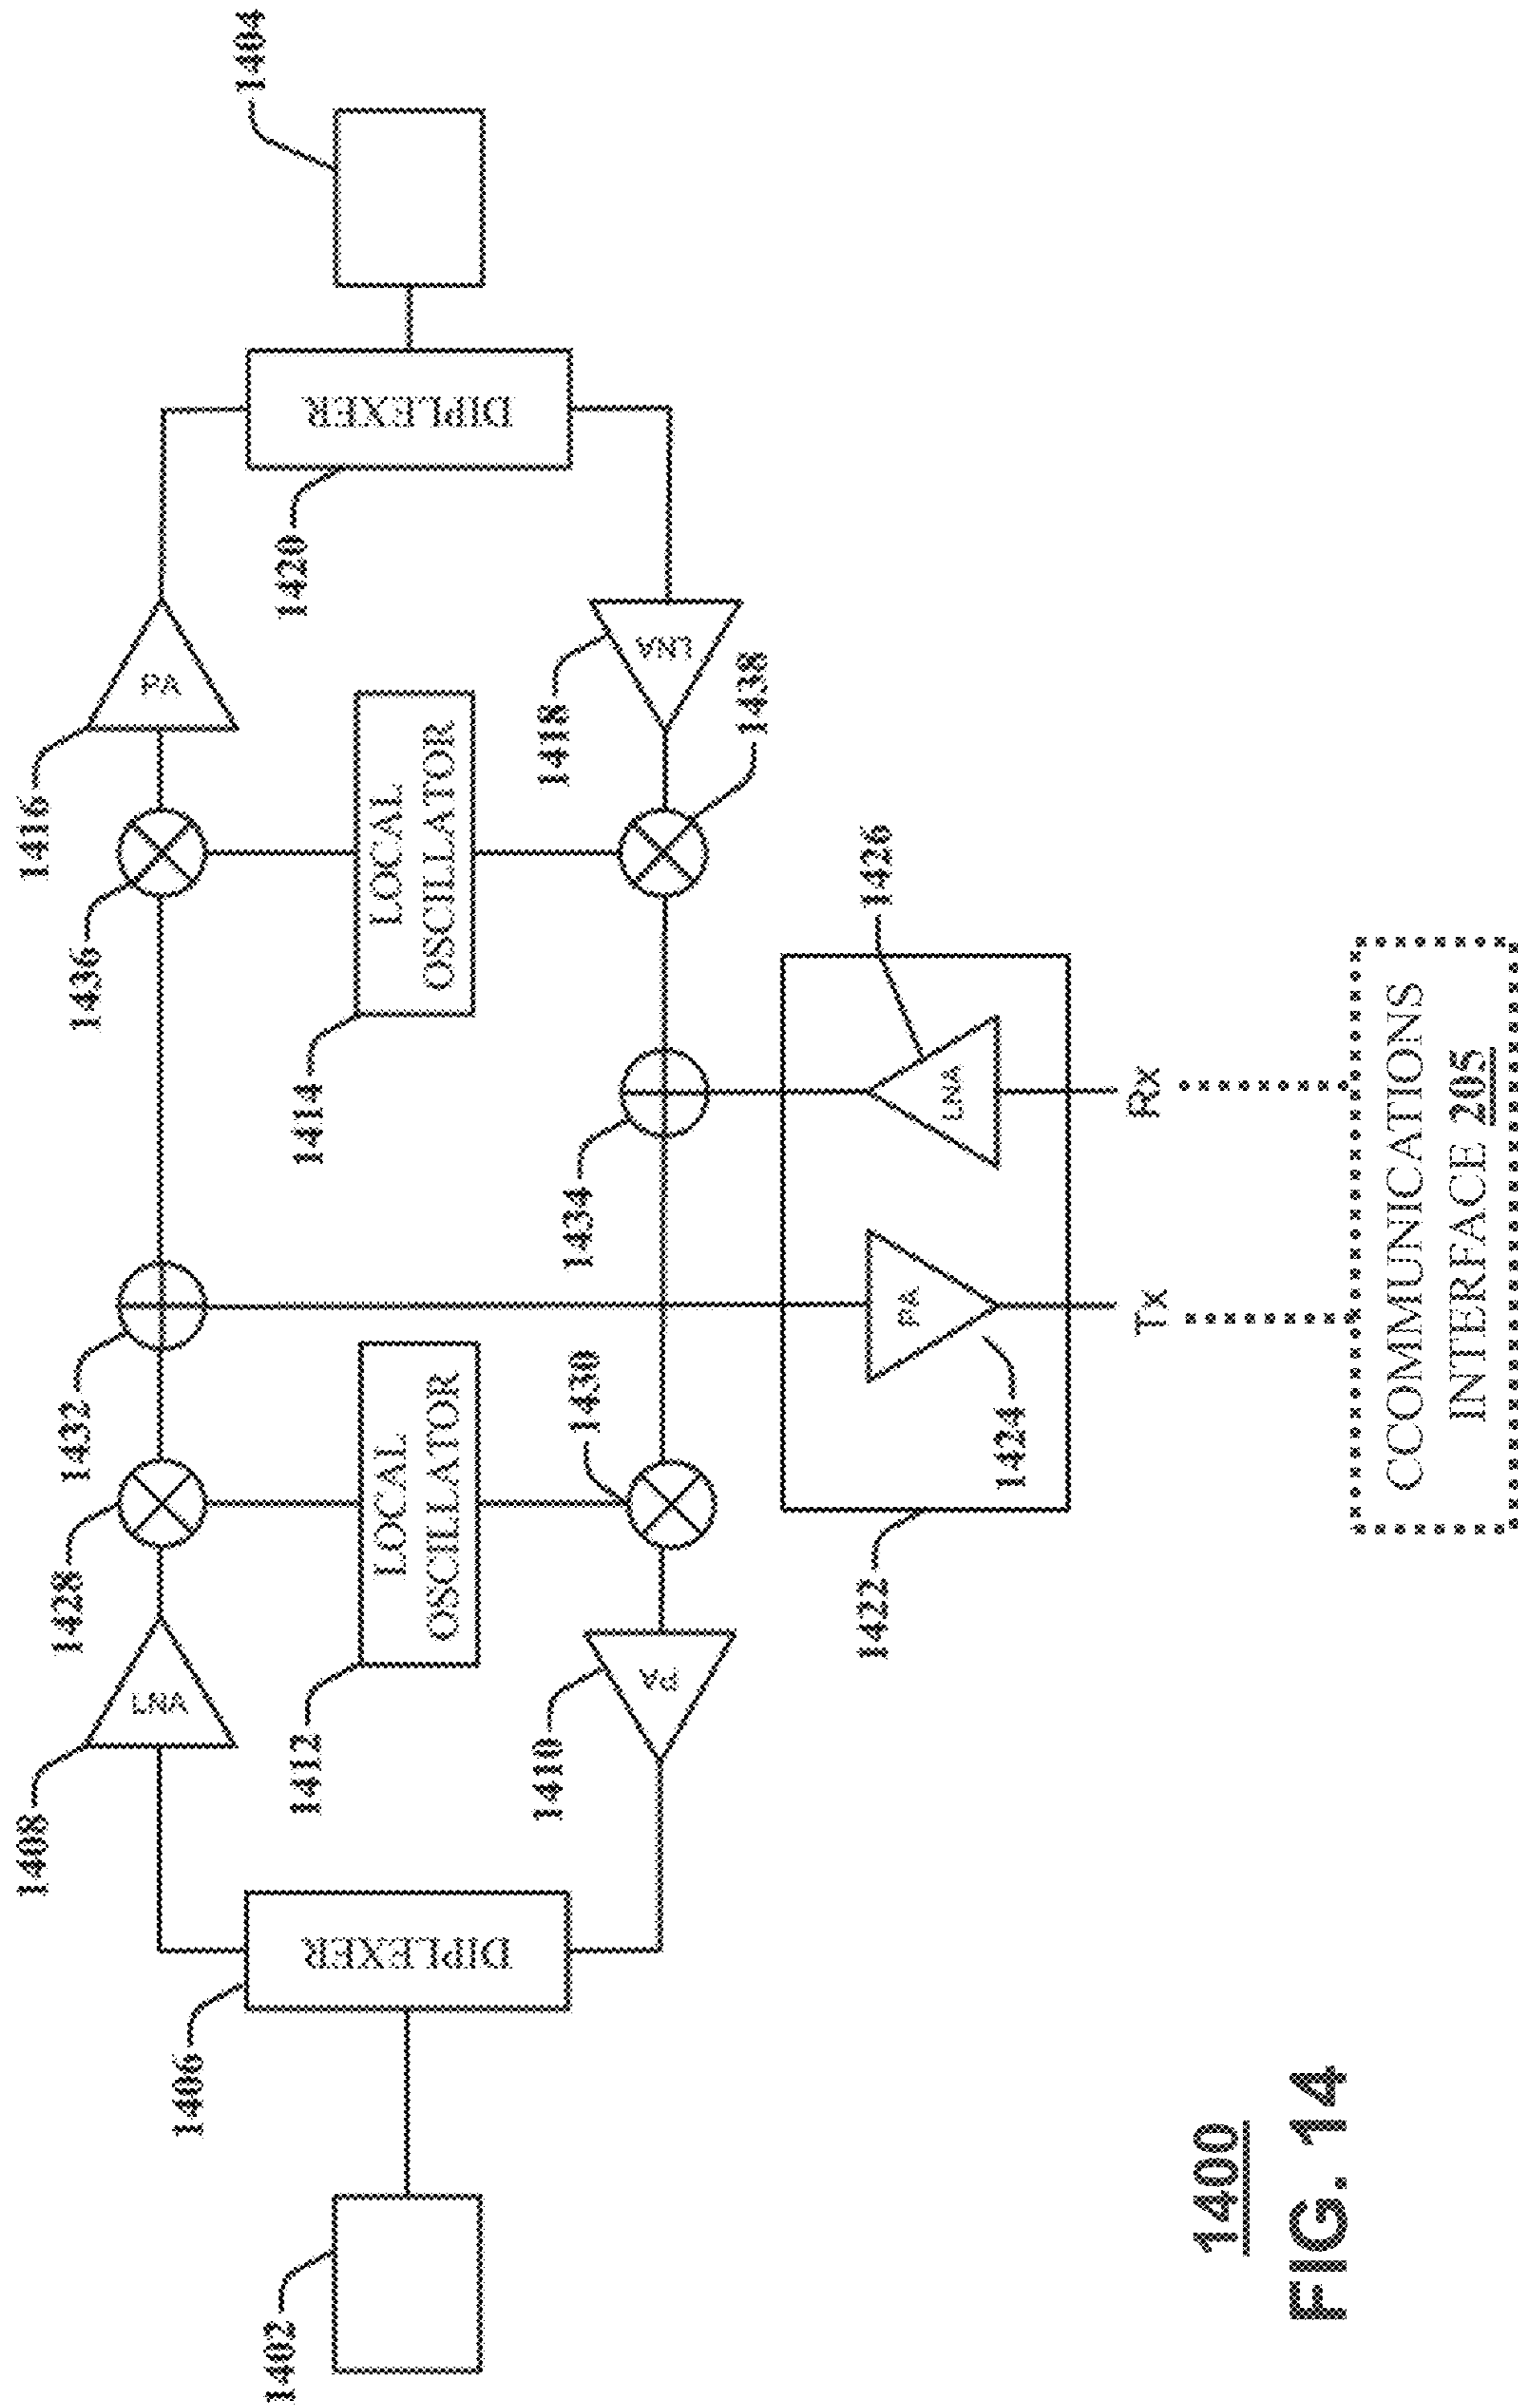 1402
1406
DIPLEXER
1408
LNA
1410
PA
1412
LOCAL
OSCILLATOR
1428
1430
1432
1434
1414
LOCAL
OSCILLATOR
1436
1416
PA
1418
LNA
1438
1420
DIPLEXER
1404
1422
PA
1424
LNA
1426
Tx
Rx
CCOMMUNICATIONS
INTERFACE 205
1400
FIG. 14